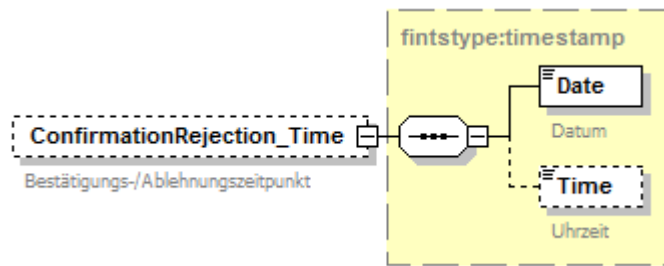 fintstype:timestamp
Date
Datum
ConfirmationRejection_Time
Bestätigungs-/Ablehnungszeitpunkt
Time
Uhrzeit